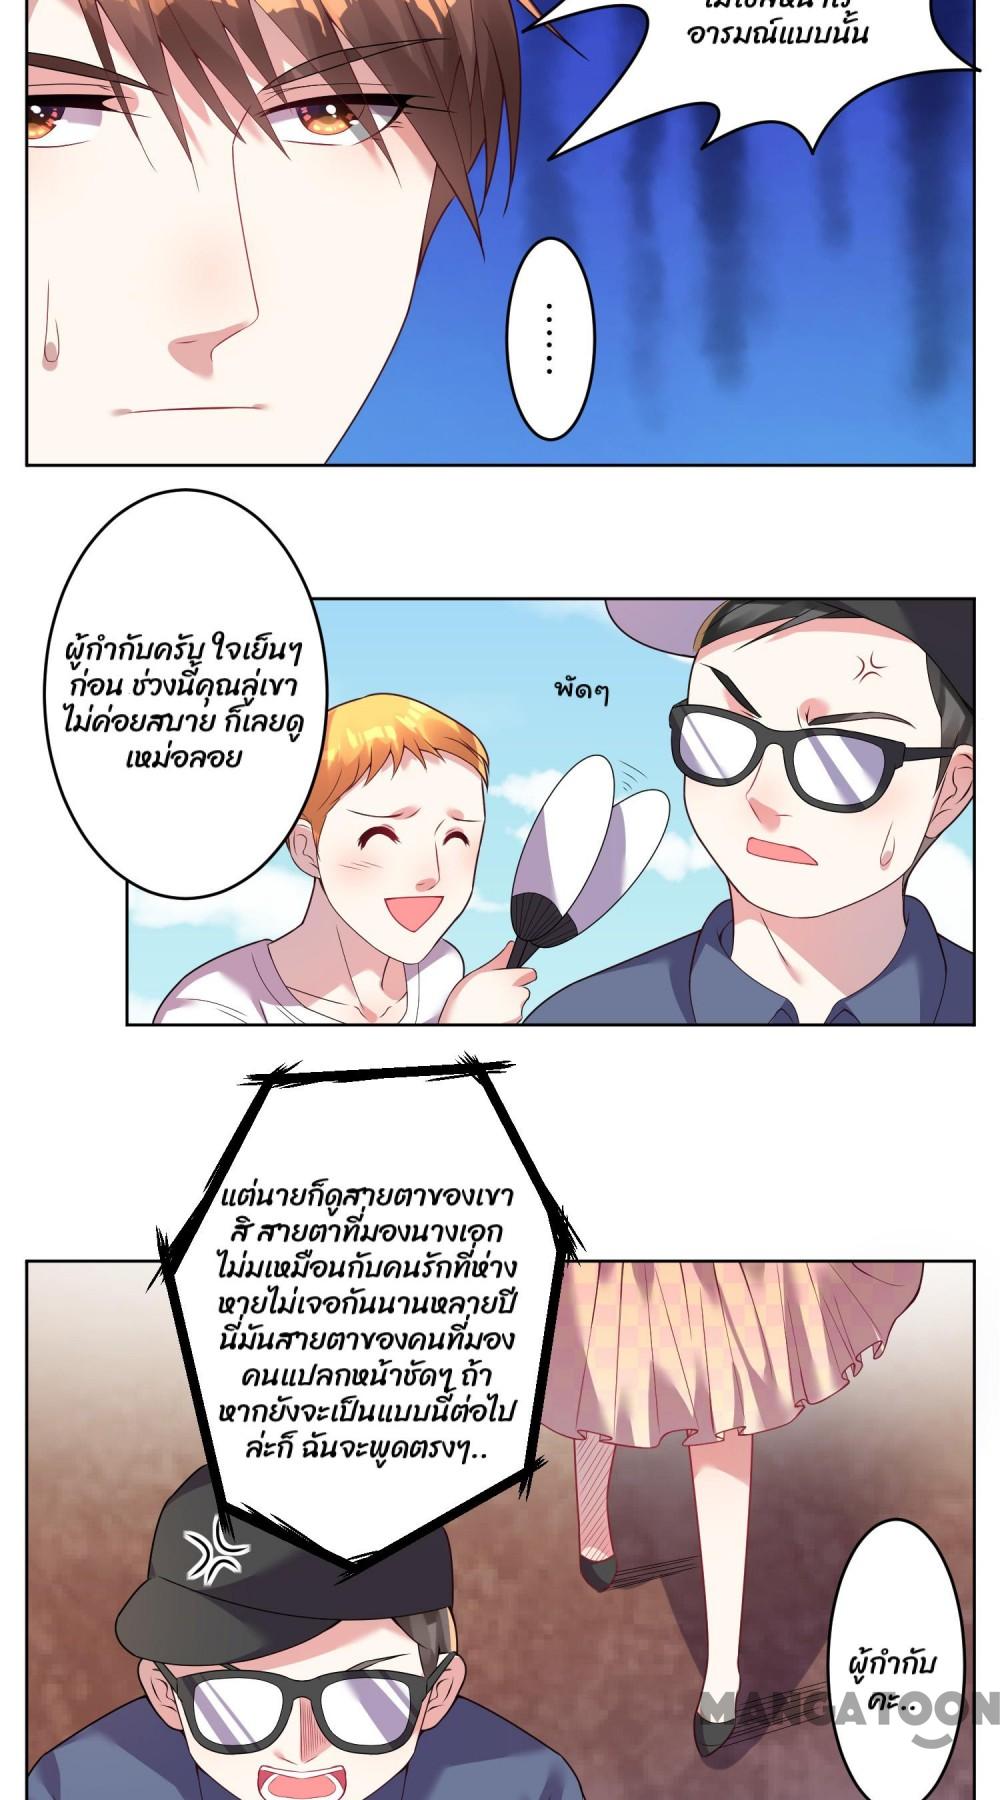 อารมณ์แบบนั้น
......
ผู้กำกับครับ ใจเย็นๆ
ก่อน ช่วงนี้คุณลู่เขา
ไม่ค่อยสบาย ก็เลยดู
เหม่อลอย
พัดๆ
แต่นายก็ดูสายตาของเขา
สิ สายตาที่มองนางเอก
ไม่มเหมือนกับคนรักที่ห่าง
หายไม่เจอกันนานหลายปี
นี่มันสายตาของคนที่มอง
คนแปลกหน้าชัดๆ ถ้า
หากยังจะเป็นแบบนี้ต่อไป
ล่ะก็ ฉันจะพูดตรงๆ..
ผู้กำกับ
คะ..
MANGATOON